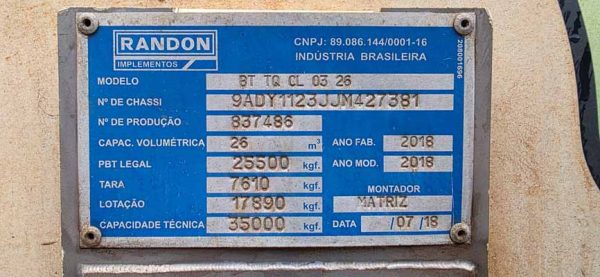 RANDON
IMPLEMENTOS
CNPJ: 89.086.144/0001-16
INDÚSTRIA BRASILEIRA
208001696
MODELO BT TQ CL 03 26
Nº DE CHASSI 9ADY1123JJM427381
Nº DE PRODUÇÃO 837486
CAPAC. VOLUMÉTRICA 26 m³ ANO FAB. 2018
PBT LEGAL 25500 kgf. ANO MOD. 2018
TARA 7610 kgf. MONTADOR
LOTAÇÃO 17890 kgf. MATRIZ
CAPACIDADE TÉCNICA 35000 kgf. DATA /07/18